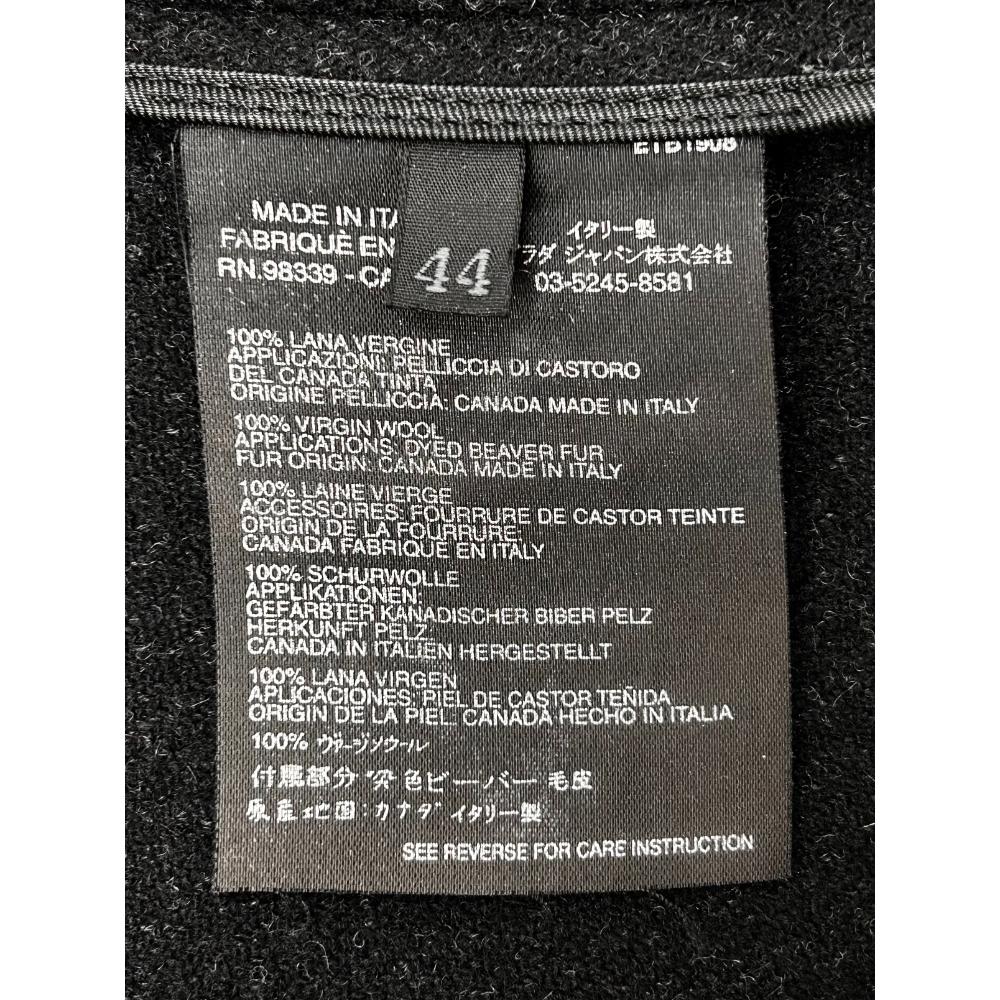 MADE IN ITA
イタリー製
FABRIQUÈ EN
ラダ ジャパン株式会社
RN.98339 - CA
03-5245-8581
44
100% LANA VERGINE
APPLICAZIONI: PELLICCIA DI CASTORO
DEL CANADA TINTA
ORIGINE PELLICCIA: CANADA MADE IN ITALY
100% VIRGIN WOOL
APPLICATIONS: DYED BEAVER FUR
FUR ORIGIN: CANADA MADE IN ITALY
100% LAINE VIERGE
ACCESSOIRES: FOURRURE DE CASTOR TEINTE
ORIGIN DE LA FOURRURE:
CANADA FABRIQUE EN ITALY
100% SCHURWOLLE
APPLIKATIONEN:
GEFARBTER KANADISCHER BIBER PELZ
HERKUNFT PELZ:
CANADA IN ITALIEN HERGESTELLT
100% LANA VIRGEN
APLICACIONES: PIEL DE CASTOR TEÑIDA
ORIGIN DE LA PIEL: CANADA HECHO IN ITALIA
100% ヴァージンウール
付属部分 染色ビーバー 毛皮
原産地国:カナダ イタリー製
SEE REVERSE FOR CARE INSTRUCTION